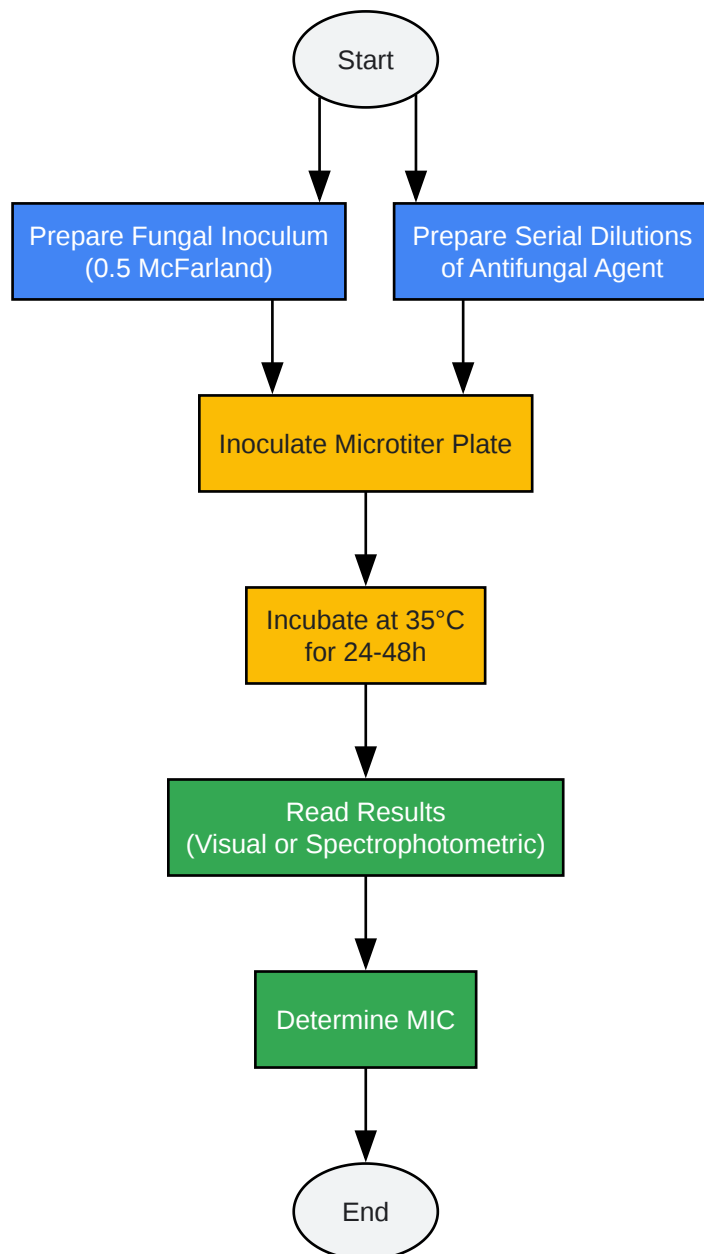 Start
Prepare Fungal Inoculum
(0.5 McFarland)
Prepare Serial Dilutions
of Antifungal Agent
Inoculate Microtiter Plate
Incubate at 35°C
for 24-48h
Read Results
(Visual or Spectrophotometric)
Determine MIC
End